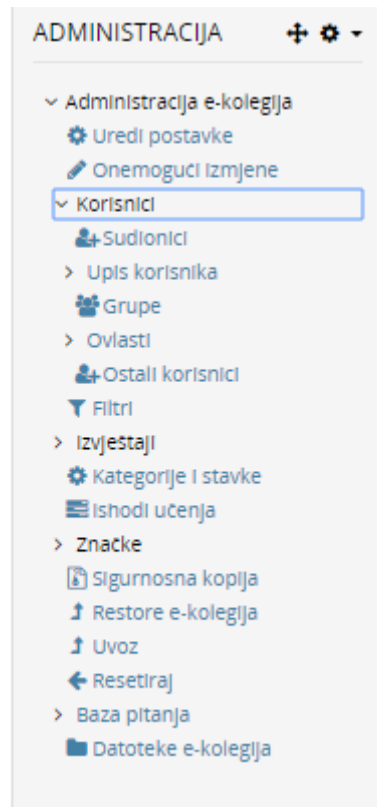 ADMINISTRACIJA
Administracija e-kolegija
Uredi postavke
Onemogući izmjene
Korisnici
Sudionici
Upis korisnika
Grupe
Ovlasti
Ostali korisnici
Filtri
Izvještaji
Kategorije i stavke
Ishodi učenja
Značke
Sigurnosna kopija
Restore e-kolegija
Uvoz
Resetiraj
Baza pitanja
Datoteke e-kolegija